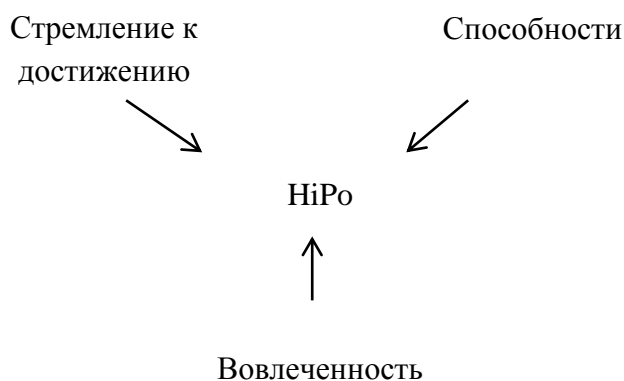 Стремление к
достижению
Способности
HiPo
Вовлеченность